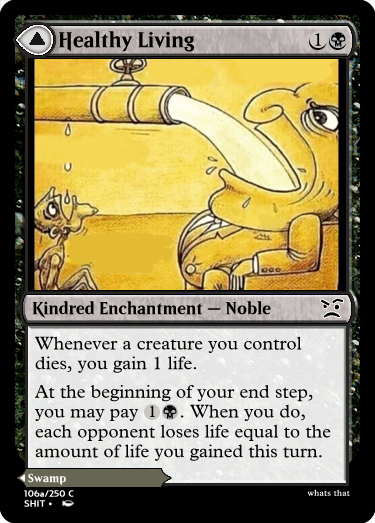 Healthy Living 1
Kindred Enchantment — Noble
Whenever a creature you control
dies, you gain 1 life.
At the beginning of your end step,
you may pay 1. When you do,
each opponent loses life equal to the
amount of life you gained this turn.
Swamp
106a/250 C
SHIT •
whats that